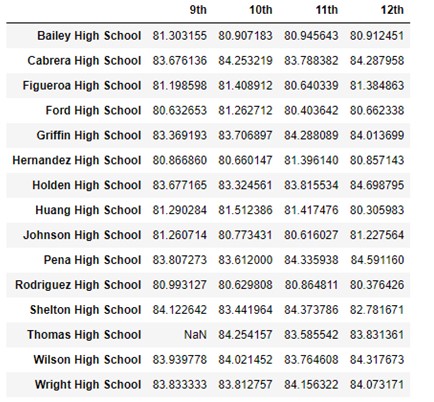 9th 10th 11th 12th
Bailey High School 81.303155 80.907183 80.945643 80.912451
Cabrera High School 83.676136 84.253219 83.788382 84.287958
Figueroa High School 81.198598 81.408912 80.640339 81.384863
Ford High School 80.632653 81.262712 80.403642 80.662338
Griffin High School 83.369193 83.706897 84.288089 84.013699
Hernandez High School 80.866860 80.660147 81.396140 80.857143
Holden High School 83.677165 83.324561 83.815534 84.698795
Huang High School 81.290284 81.512386 81.417476 80.305983
Johnson High School 81.260714 80.773431 80.616027 81.227564
Pena High School 83.807273 83.612000 84.335938 84.591160
Rodriguez High School 80.993127 80.629808 80.864811 80.376426
Shelton High School 84.122642 83.441964 84.373786 82.781671
Thomas High School NaN 84.254157 83.585542 83.831361
Wilson High School 83.939778 84.021452 83.764608 84.317673
Wright High School 83.833333 83.812757 84.156322 84.073171